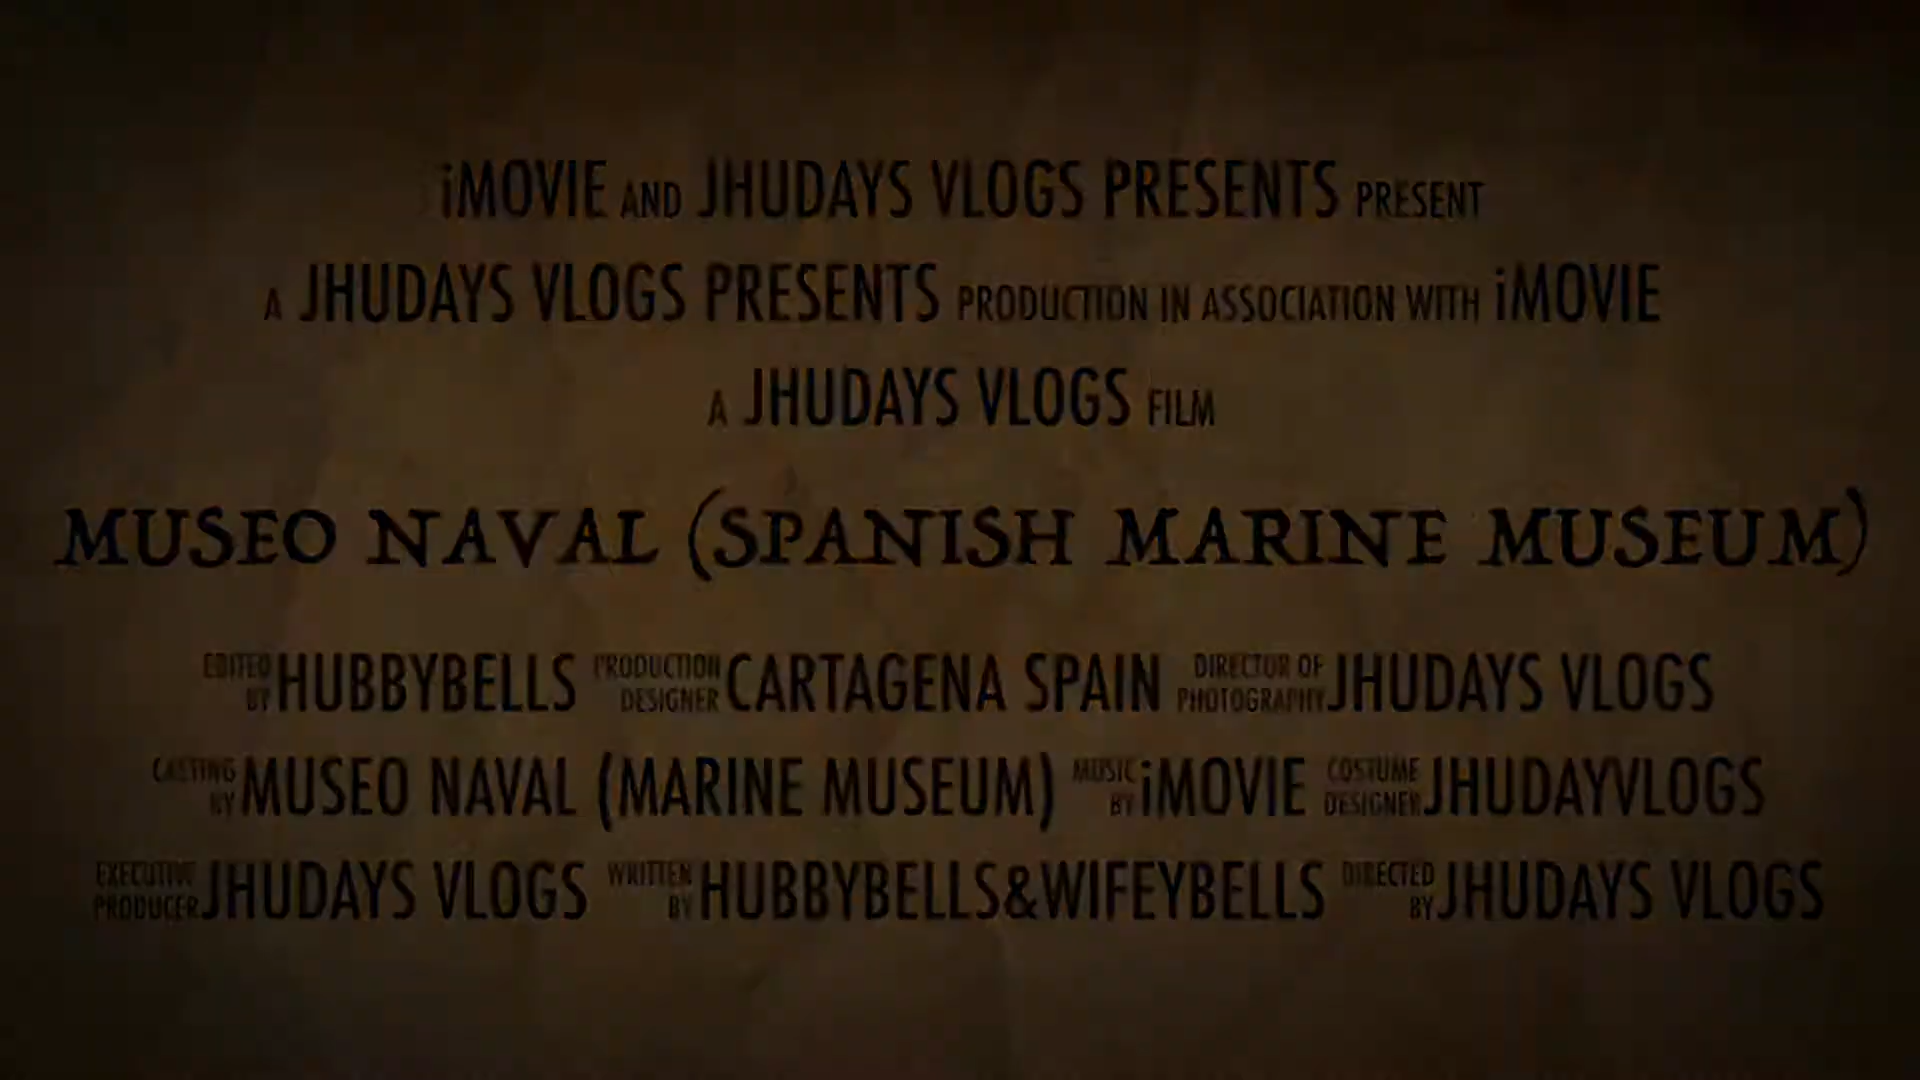 iMOVIE AND JHUDAYS VLOGS PRESENTS PRESENT
A JHUDAYS VLOGS PRESENTS PRODUCTION IN ASSOCIATION WITH iMOVIE
A JHUDAYS VLOGS FILM
MUSEO NAVAL (SPANISH MARINE MUSEUM)
EDITED BY HUBBYBELLS PRODUCTION DESIGNER CARTAGENA SPAIN DIRECTOR OF PHOTOGRAPHY JHUDAYS VLOGS
CASTING BY MUSEO NAVAL (MARINE MUSEUM) MUSIC BY iMOVIE COSTUME DESIGNER JHUDAYVLOGS
EXECUTIVE PRODUCER JHUDAYS VLOGS WRITTEN BY HUBBYBELLS&WIFEYBELLS DIRECTED BY JHUDAYS VLOGS